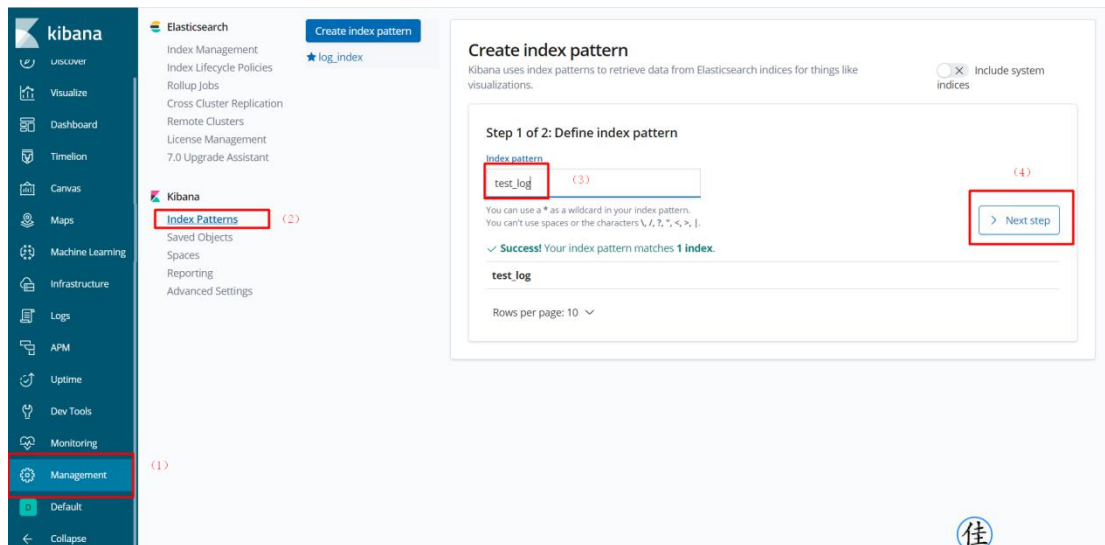 kibana
Discover
Visualize
Dashboard
Timelion
Canvas
Maps
Machine Learning
Infrastructure
Logs
APM
Uptime
Dev Tools
Monitoring
Management
(1)
D
Default
Collapse
Elasticsearch
Index Management
Index Lifecycle Policies
Rollup Jobs
Cross Cluster Replication
Remote Clusters
License Management
7.0 Upgrade Assistant
Kibana
Index Patterns
(2)
Saved Objects
Spaces
Reporting
Advanced Settings
Create index pattern
★ log_index
Create index pattern
Kibana uses index patterns to retrieve data from Elasticsearch indices for things like
visualizations.
Include system
indices
Step 1 of 2: Define index pattern
Index pattern
test_log
(3)
You can use a * as a wildcard in your index pattern.
You can't use spaces or the characters \, /, ?, ", <, >, |.
(4)
> Next step
✓ Success! Your index pattern matches 1 index.
test_log
Rows per page: 10
佳